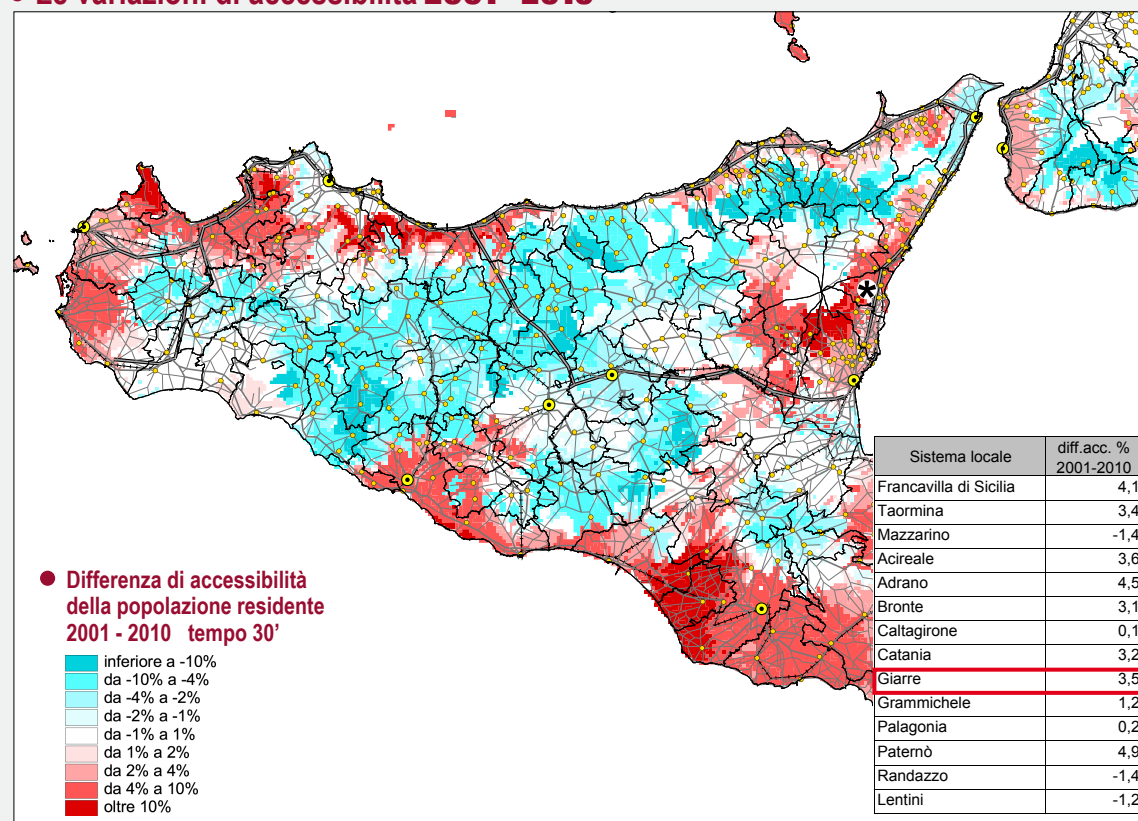 ● Differenza di accessibilità
della popolazione residente
2001 - 2010 tempo 30'
inferiore a -10%
da -10% a -4%
da -4% a -2%
da -2% a -1%
da -1% a 1%
da 1% a 2%
da 2% a 4%
da 4% a 10%
oltre 10%
*
Sistema locale diff.acc. %
2001-2010
Francavilla di Sicilia 4,1
Taormina 3,4
Mazzarino -1,4
Acireale 3,6
Adrano 4,5
Bronte 3,1
Caltagirone 0,1
Catania 3,2
Giarre 3,5
Grammichele 1,2
Palagonia 0,2
Paternò 4,9
Randazzo -1,4
Lentini -1,2